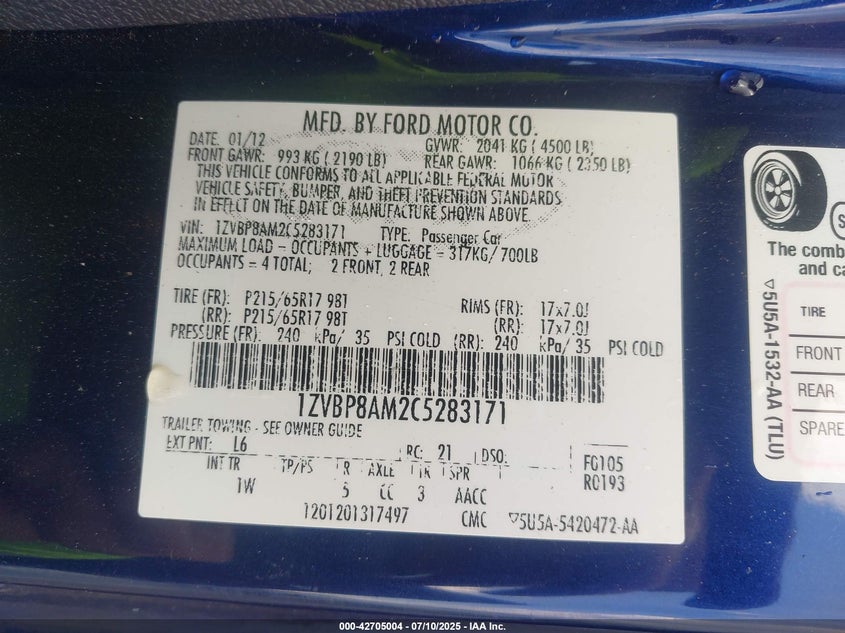 MFD. BY FORD MOTOR CO.
DATE: 01/12 GVWR: 2041 KG ( 4500 LB)
FRONT GAWR: 993 KG ( 2190 LB) REAR GAWR: 1066 KG ( 2350 LB)
THIS VEHICLE CONFORMS TO ALL APPLICABLE FEDERAL MOTOR
VEHICLE SAFETY, BUMPER, AND THEFT PREVENTION STANDARDS
IN EFFECT ON THE DATE OF MANUFACTURE SHOWN ABOVE.
VIN: 1ZVBP8AM2C5283171 TYPE: Passenger Car
MAXIMUM LOAD = OCCUPANTS + LUGGAGE = 317KG/ 700LB
OCCUPANTS = 4 TOTAL; 2 FRONT, 2 REAR
TIRE (FR): P215/65R17 98T RIMS (FR): 17x7.0J
(RR): P215/65R17 98T (RR): 17x7.0J
PRESSURE (FR): 240 kPa/ 35 PSI COLD (RR): 240 kPa/ 35 PSI COLD
1ZVBP8AM2C5283171
TRAILER TOWING - SEE OWNER GUIDE
EXT PNT: L6 RC: 21 DSO: F0105
INT TR TP/PS R AXLE TR SPR R0193
1W 5 CC 3 AACC
1201201317497 CMC ▽5U5A-5420472-AA
▽5U5A-1532-AA (TLU)
The comb
and ca
TIRE
FRONT
REAR
SPARE
000-42705004 - 07/10/2025 - IAA Inc.